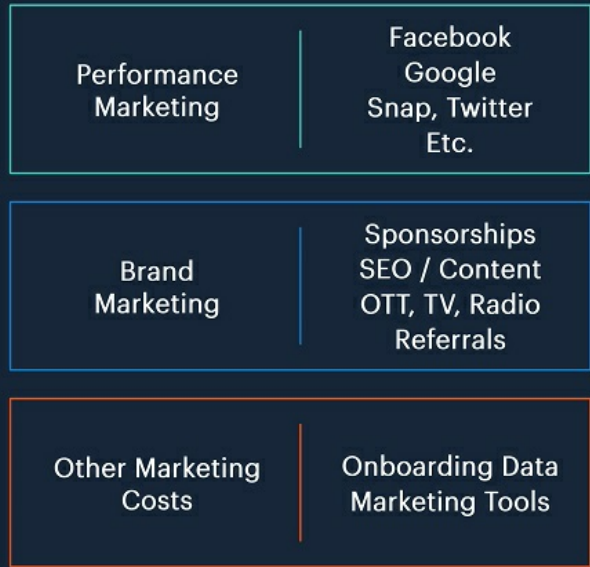 Performance
Marketing
Facebook
Google
Snap, Twitter
Etc.
Brand
Marketing
Sponsorships
SEO / Content
OTT, TV, Radio
Referrals
Other Marketing
Costs
Onboarding Data
Marketing Tools